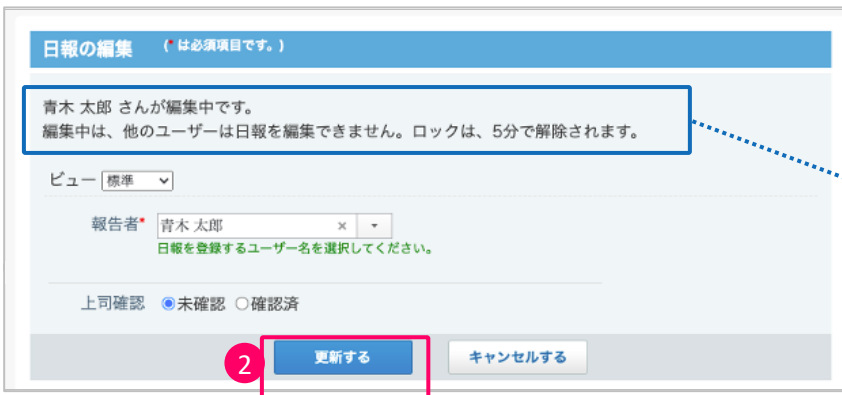 日報の編集 (*は必須項目です。)
青木 太郎 さんが編集中です。
編集中は、他のユーザーは日報を編集できません。ロックは、5分で解除されます。
ビュー 標準
報告者* 青木 太郎 ×
日報を登録するユーザー名を選択してください。
上司確認 未確認 確認済
2 更新する キャンセルする